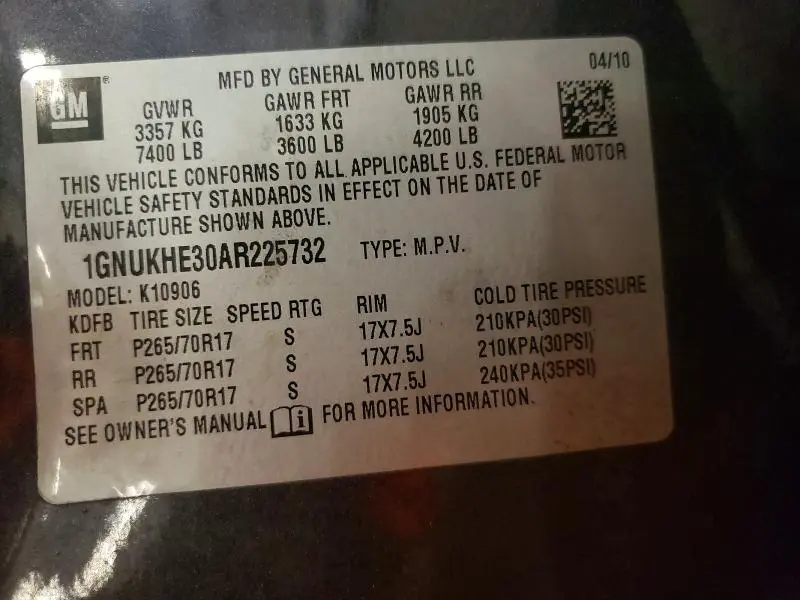 GM®
MFD BY GENERAL MOTORS LLC
04/10
GVWR GAWR FRT GAWR RR
3357 KG 1633 KG 1905 KG
7400 LB 3600 LB 4200 LB
THIS VEHICLE CONFORMS TO ALL APPLICABLE U.S. FEDERAL MOTOR
VEHICLE SAFETY STANDARDS IN EFFECT ON THE DATE OF
MANUFACTURE SHOWN ABOVE.
1GNUKHE30AR225732 TYPE: M.P.V.
MODEL: K10906
KDFB TIRE SIZE SPEED RTG RIM COLD TIRE PRESSURE
FRT P265/70R17 S 17X7.5J 210KPA(30PSI)
RR P265/70R17 S 17X7.5J 210KPA(30PSI)
SPA P265/70R17 S 17X7.5J 240KPA(35PSI)
SEE OWNER'S MANUAL i FOR MORE INFORMATION.